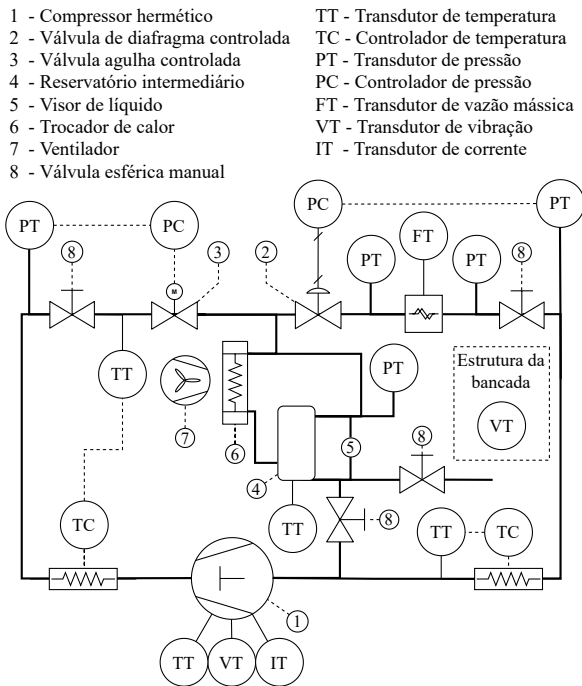 1 - Compressor hermético
2 - Válvula de diafragma controlada
3 - Válvula agulha controlada
4 - Reservatório intermediário
5 - Visor de líquido
6 - Trocador de calor
7 - Ventilador
8 - Válvula esférica manual
TT - Transdutor de temperatura
TC - Controlador de temperatura
PT - Transdutor de pressão
PC - Controlador de pressão
FT - Transdutor de vazão mássica
VT - Transdutor de vibração
IT - Transdutor de corrente
PT
PC
PC
PT
8
3
2
PT
FT
PT
8
M
TT
7
6
PT
Estrutura da
bancada
VT
5
8
4
TT
8
TC
TT
TC
1
TT
VT
IT